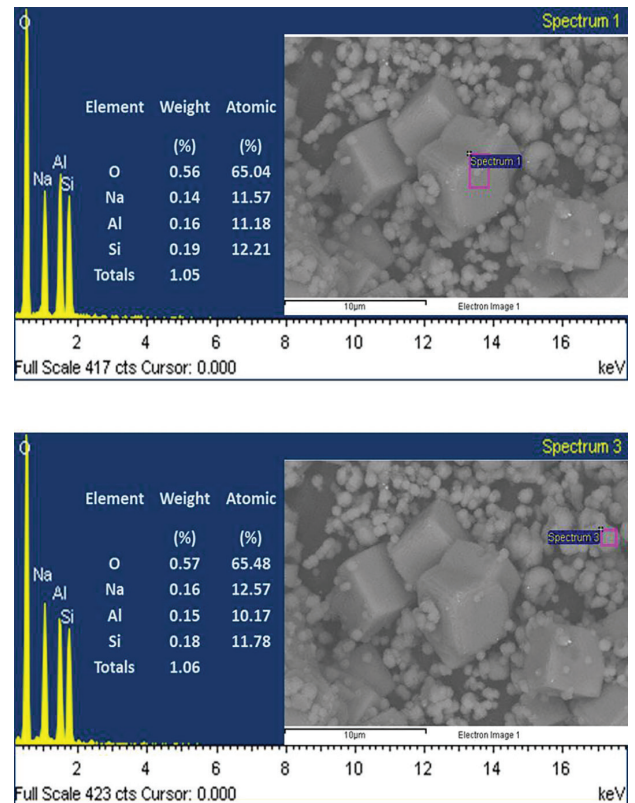 Spectrum 1
O
Element Weight Atomic
(%) (%)
O 0.56 65.04
Na 0.14 11.57
Al 0.16 11.18
Si 0.19 12.21
Totals 1.05
Al
Na Si
Spectrum 1
10µm Electron Image 1
2 4 6 8 10 12 14 16
Full Scale 417 cts Cursor: 0.000 keV
Spectrum 3
O
Element Weight Atomic
(%) (%)
O 0.57 65.48
Na 0.16 12.57
Al 0.15 10.17
Si 0.18 11.78
Totals 1.06
Na
Al
Si
Spectrum 3
10µm Electron Image 1
2 4 6 8 10 12 14 16
Full Scale 423 cts Cursor: 0.000 keV